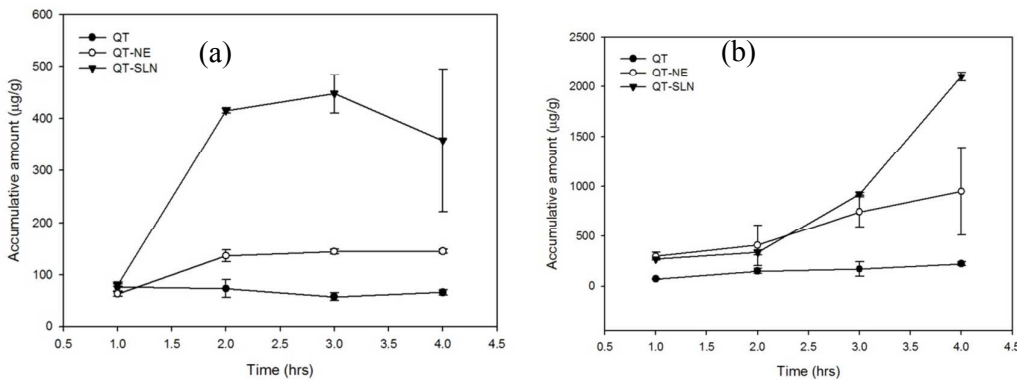 600
500
400
300
200
100
0
0.5 1.0 1.5 2.0 2.5 3.0 3.5 4.0 4.5
Time (hrs)
Accumulative amount (µg/g)
QT
QT-NE
QT-SLN
(a)
2500
2000
1500
1000
500
0
0.5 1.0 1.5 2.0 2.5 3.0 3.5 4.0 4.5
Time (hrs)
Accumulative amount (µg/g)
QT
QT-NE
QT-SLN
(b)